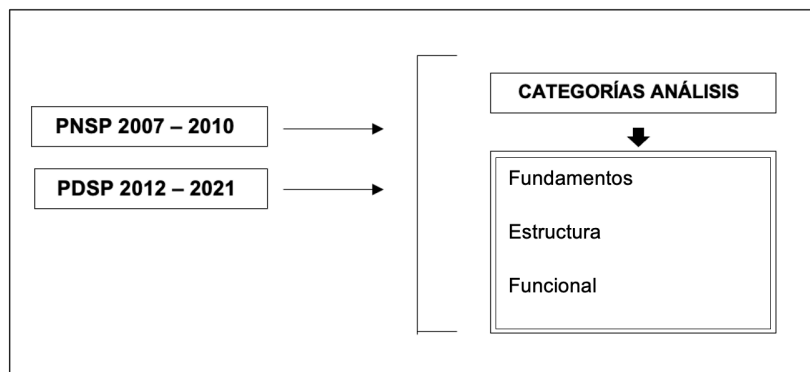 CATEGORÍAS ANÁLISIS
PNSP 2007 – 2010
PDSP 2012 – 2021
Fundamentos
Estructura
Funcional